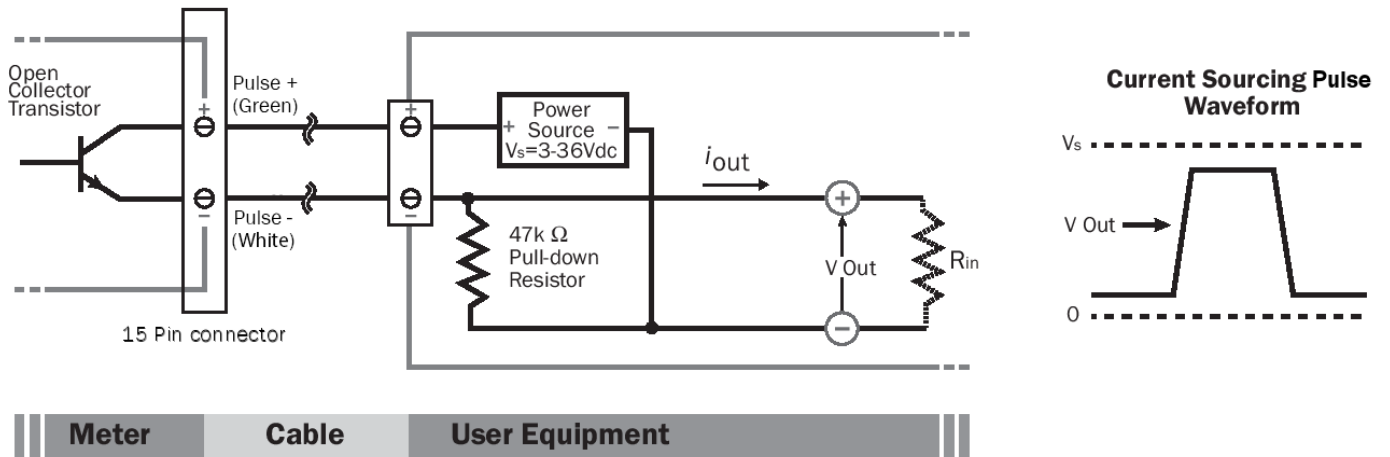 Open
Collector
Transistor
+
Pulse +
(Green)
−
Pulse -
(White)
15 Pin connector
+
−
+ Power −
Source
Vs=3-36Vdc
iout
47k Ω
Pull-down
Resistor
+
V Out
−
Rin
Current Sourcing Pulse
Waveform
Vs
V Out
0
Meter
Cable
User Equipment